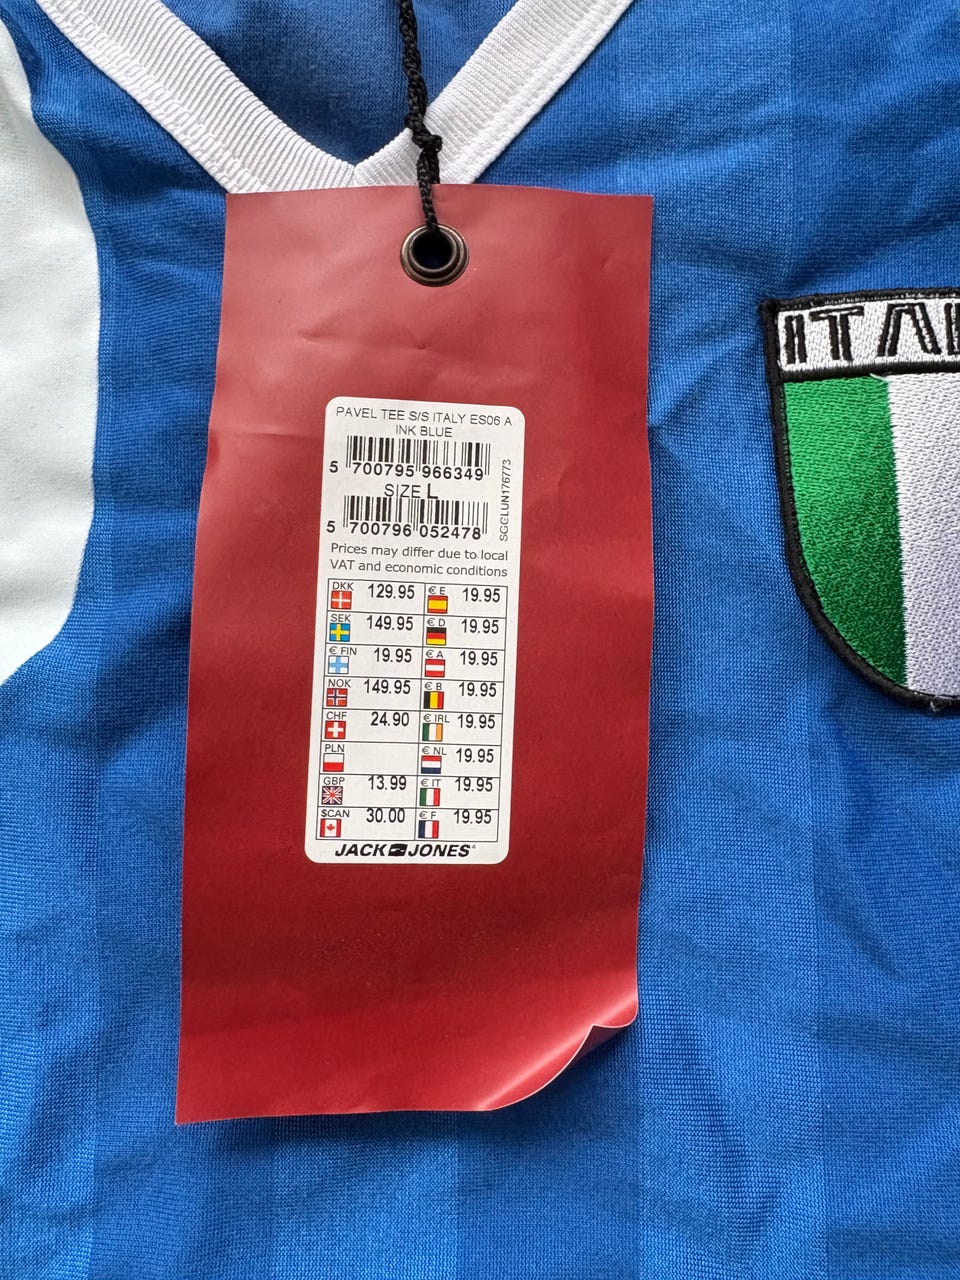 ITALI
PAVEL TEE S/S ITALY ES06 A
INK BLUE
5 700795 966349
SIZE L
5 700796 052478
SGCLUN176773
Prices may differ due to local
VAT and economic conditions
DKK 129.95 € E 19.95
SEK 149.95 € D 19.95
€ FIN 19.95 € A 19.95
NOK 149.95 € B 19.95
CHF 24.90 € IRL 19.95
PLN € NL 19.95
GBP 13.99 € IT 19.95
$CAN 30.00 € F 19.95
JACK JONES